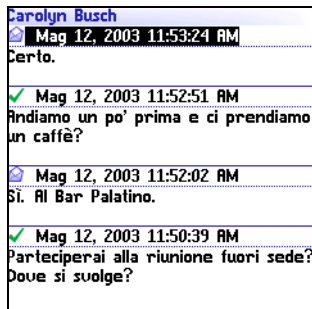 Carolyn Busch
Mag 12, 2003 11:53:24 AM
Certo.
Mag 12, 2003 11:52:51 AM
Andiamo un po' prima e ci prendiamo
un caffè?
Mag 12, 2003 11:52:02 AM
Sì. Al Bar Palatino.
Mag 12, 2003 11:50:39 AM
Parteciperai alla riunione fuori sede?
Dove si svolge?